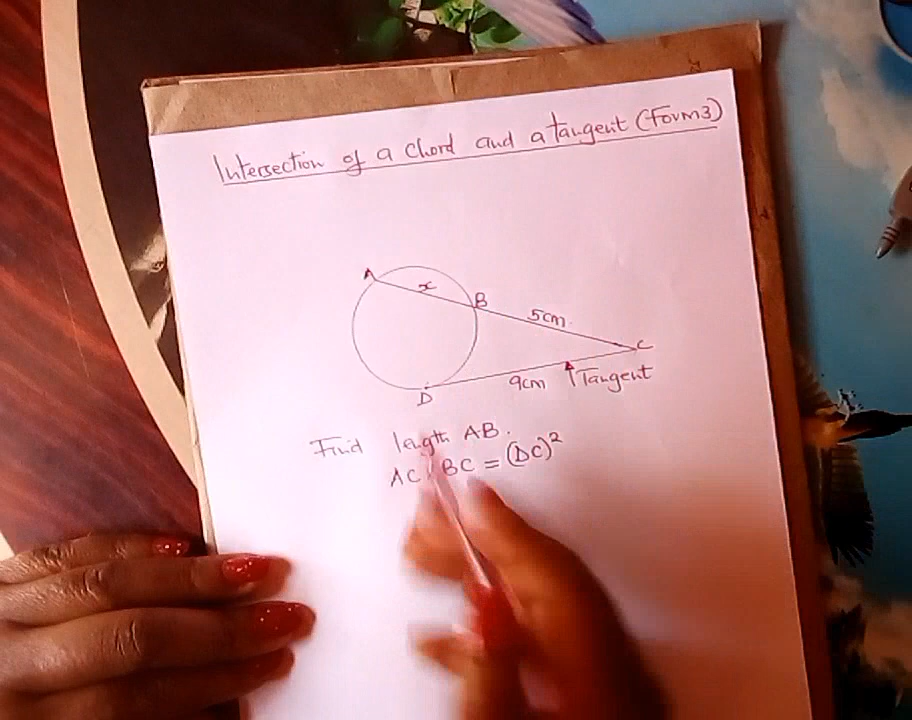 Intersection of a chord and a tangent (Form3)
A
x
B
5cm
C
9cm
Tangent
D
Find length AB.
AC . BC = (DC)²